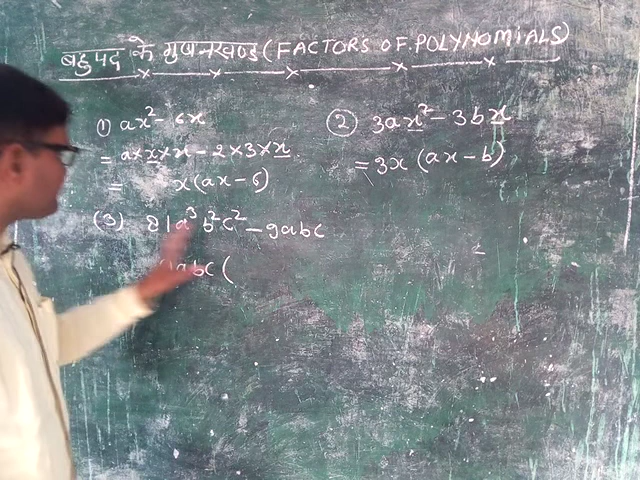 बहुपद के गुणनखण्ड (FACTORS OF POLYNOMIALS)
① ax² - 6x
= a×x×x - 2×3×x
= x(ax - 6)
② 3ax² - 3bx
= 3x (ax - b)
(3) 81a³b²c² - 9abc
abc (